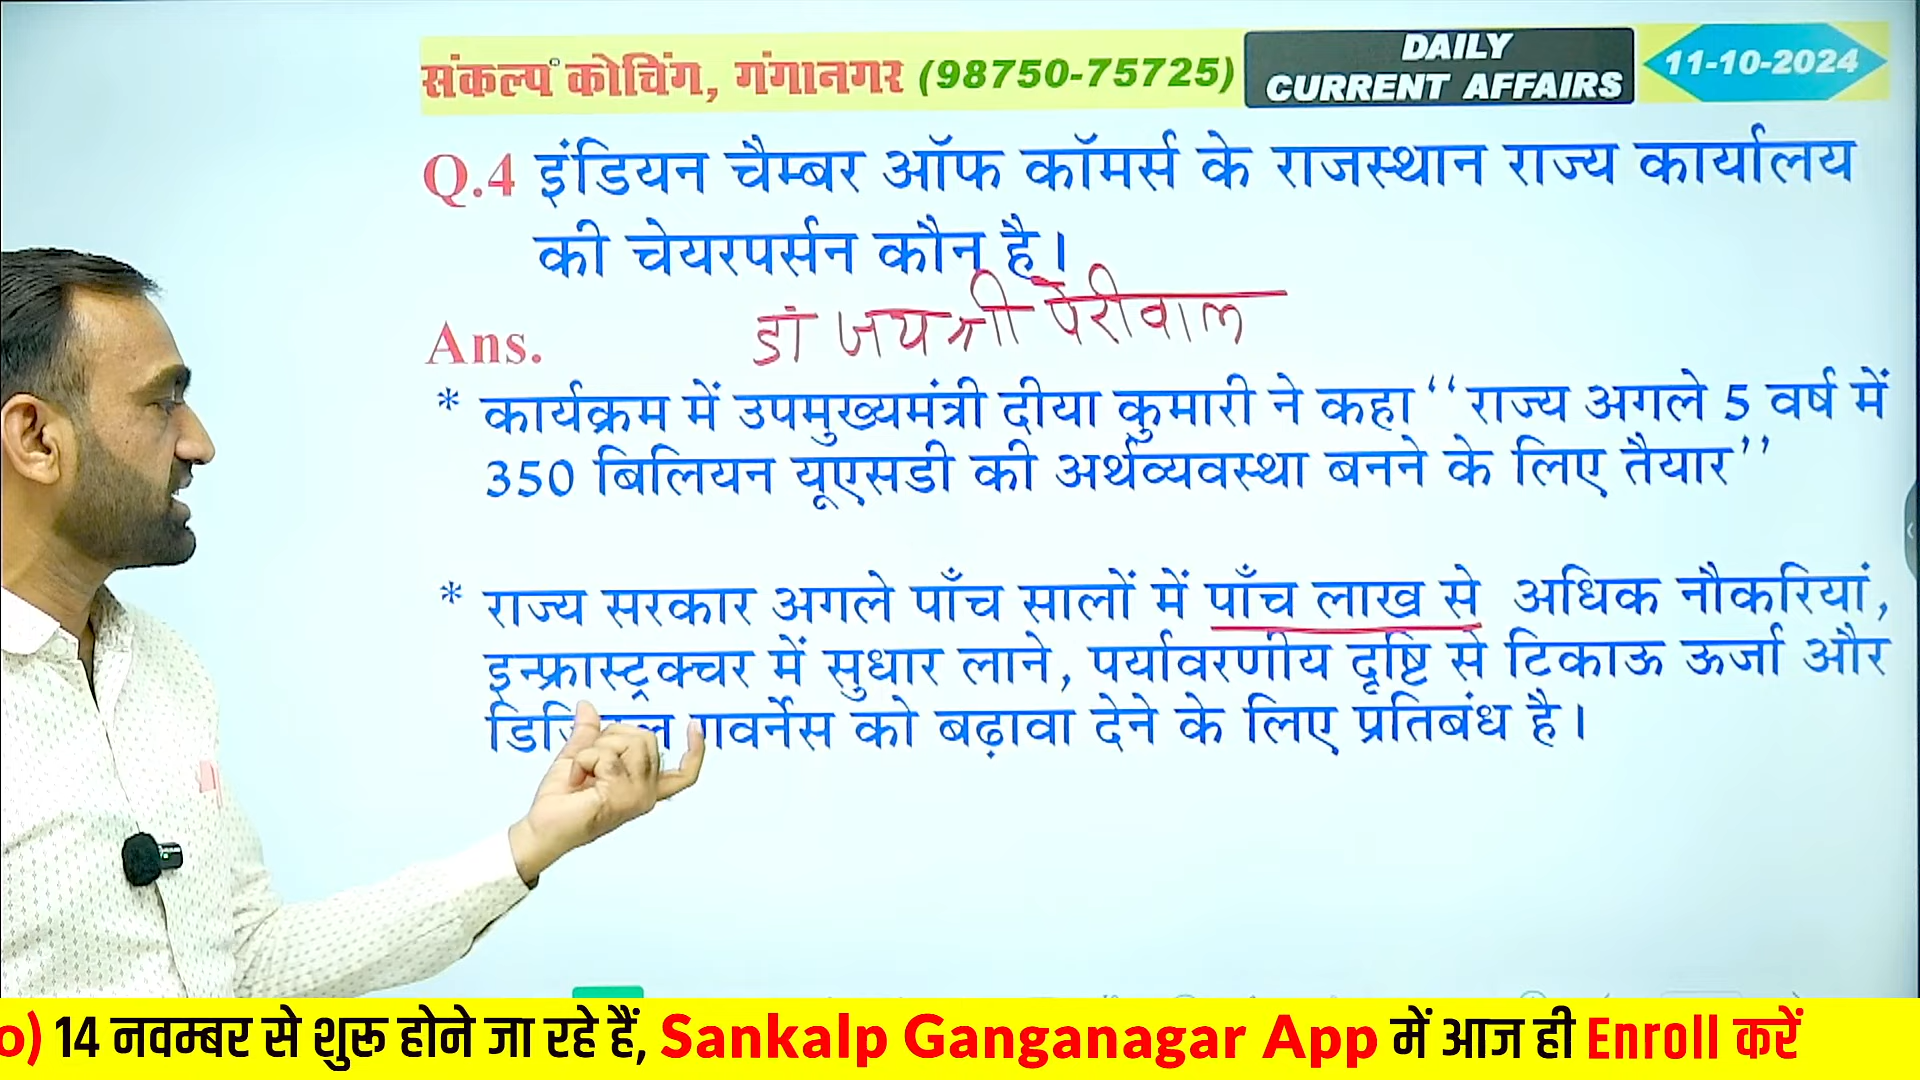 संकल्प कोचिंग, गंगानगर (98750-75725) DAILY CURRENT AFFAIRS 11-10-2024
Q.4 इंडियन चैम्बर ऑफ कॉमर्स के राजस्थान राज्य कार्यालय
की चेयरपर्सन कौन है।
Ans. डां जयश्री पेरीवाल
* कार्यक्रम में उपमुख्यमंत्री दीया कुमारी ने कहा ‘‘राज्य अगले 5 वर्ष में
350 बिलियन यूएसडी की अर्थव्यवस्था बनने के लिए तैयार’’
* राज्य सरकार अगले पाँच सालों में पाँच लाख से अधिक नौकरियां,
इन्फ्रास्ट्रक्चर में सुधार लाने, पर्यावरणीय दृष्टि से टिकाऊ ऊर्जा और
गवर्नेस को बढ़ावा देने के लिए प्रतिबंध है।
o) 14 नवम्बर से शुरू होने जा रहे हैं, Sankalp Ganganagar App में आज ही Enroll करें